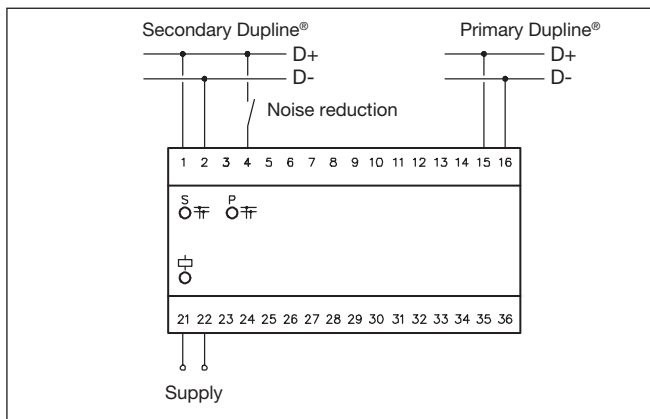 Secondary Dupline® Primary Dupline®
D+ D+
D- D-
Noise reduction
1 2 3 4 5 6 7 8 9 10 11 12 13 14 15 16
S P
21 22 23 24 25 26 27 28 29 30 31 32 33 34 35 36
Supply